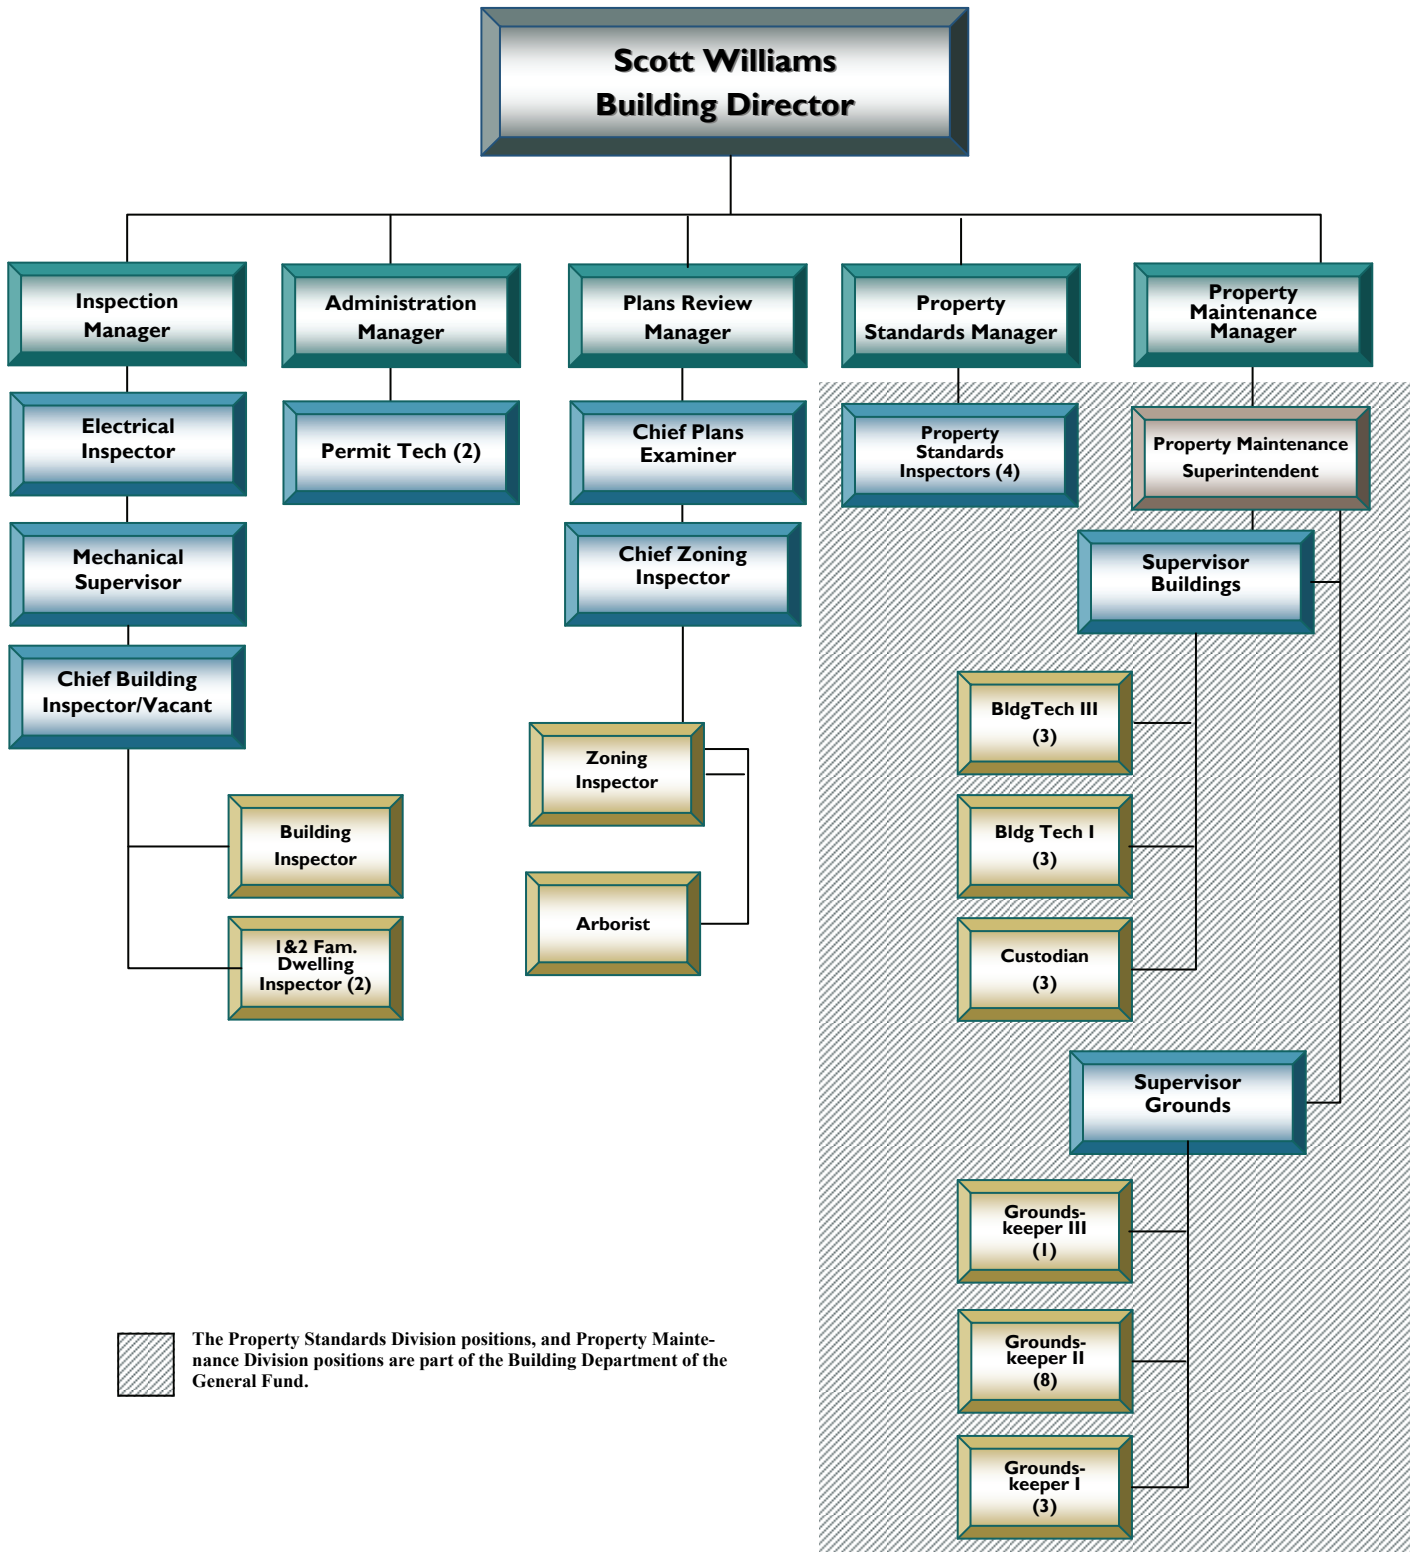 Scott Williams
Building Director
Inspection
Manager
Administration
Manager
Plans Review
Manager
Property
Standards Manager
Property
Maintenance
Manager
Electrical
Inspector
Permit Tech (2)
Chief Plans
Examiner
Property
Standards
Inspectors (4)
Property Maintenance
Superintendent
Mechanical
Supervisor
Chief Zoning
Inspector
Supervisor
Buildings
Chief Building
Inspector/Vacant
Zoning
Inspector
BldgTech III
(3)
Building
Inspector
Bldg Tech I
(3)
1&2 Fam.
Dwelling
Inspector (2)
Arborist
Custodian
(3)
Supervisor
Grounds
Grounds-
keeper III
(1)
Grounds-
keeper II
(8)
Grounds-
keeper I
(3)
The Property Standards Division positions, and Property Mainte-
nance Division positions are part of the Building Department of the
General Fund.